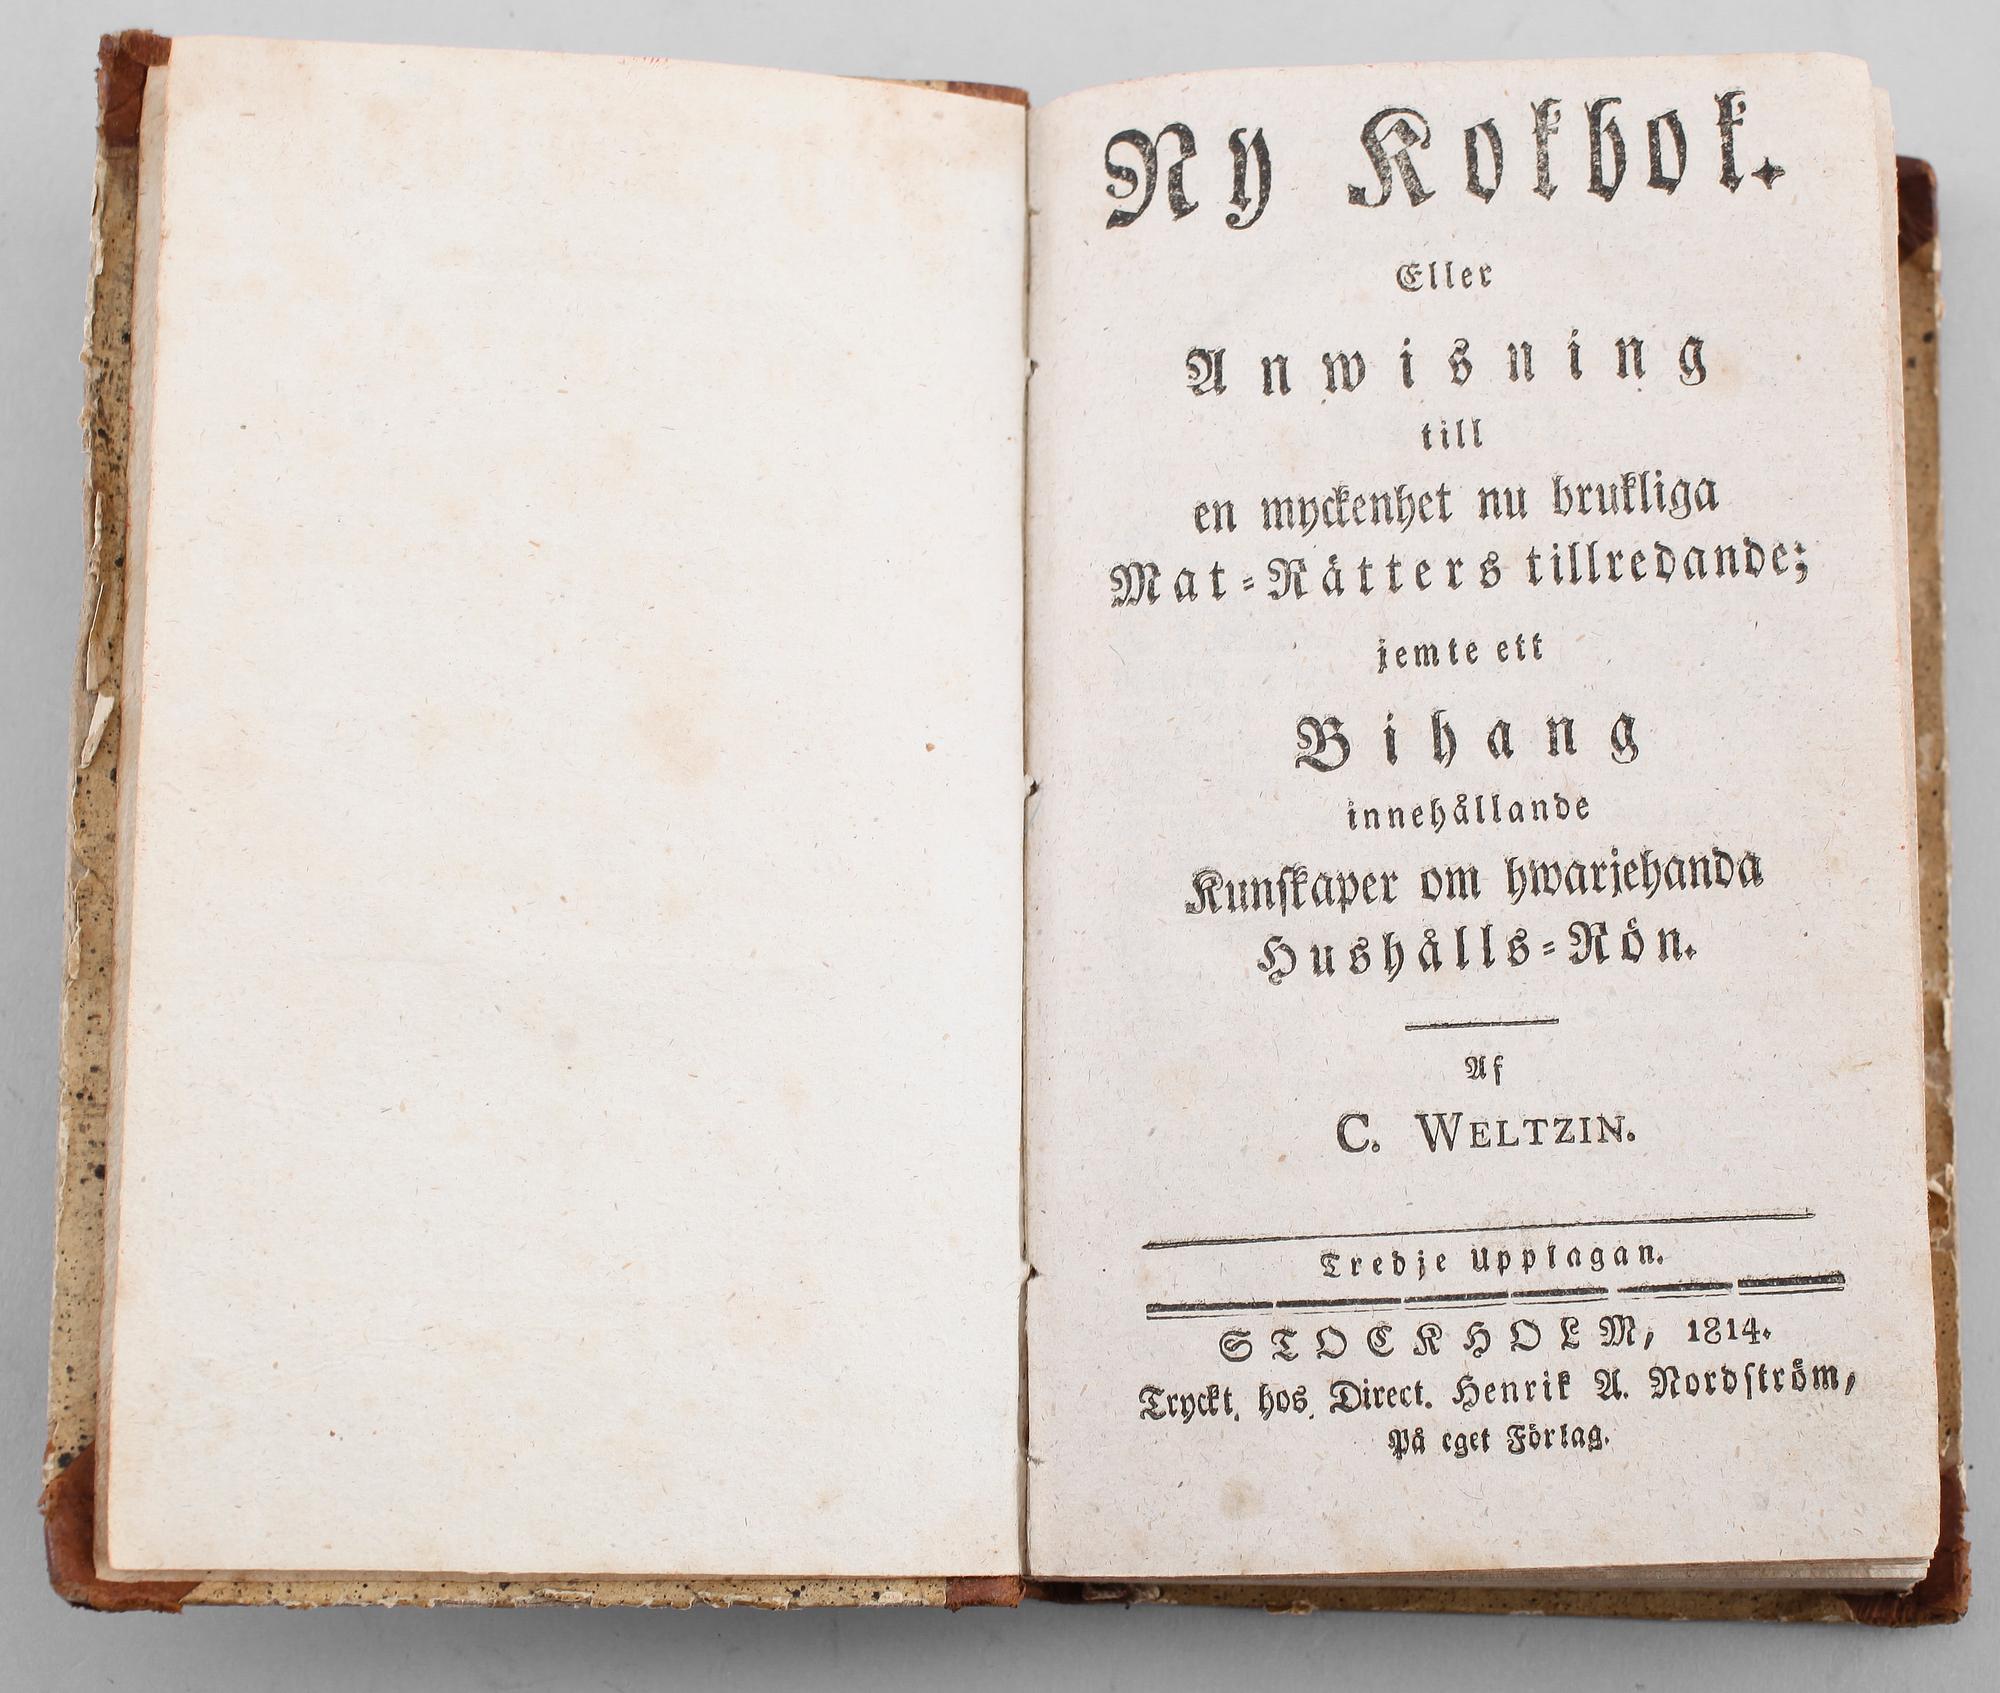 Ny Kokbok.
Eller
Anwisning
till
en myckenhet nu brukliga
Mat-Rätters tillredande;
jemte ett
Bihang
innehållande
Kunskaper om hwarjehanda
Hushålls-Rön.
Af
C. WELTZIN.
Tredje Upplagan.
STOCKHOLM, 1814.
Tryckt hos Direct. Henrik A. Nordström,
På eget Förlag.